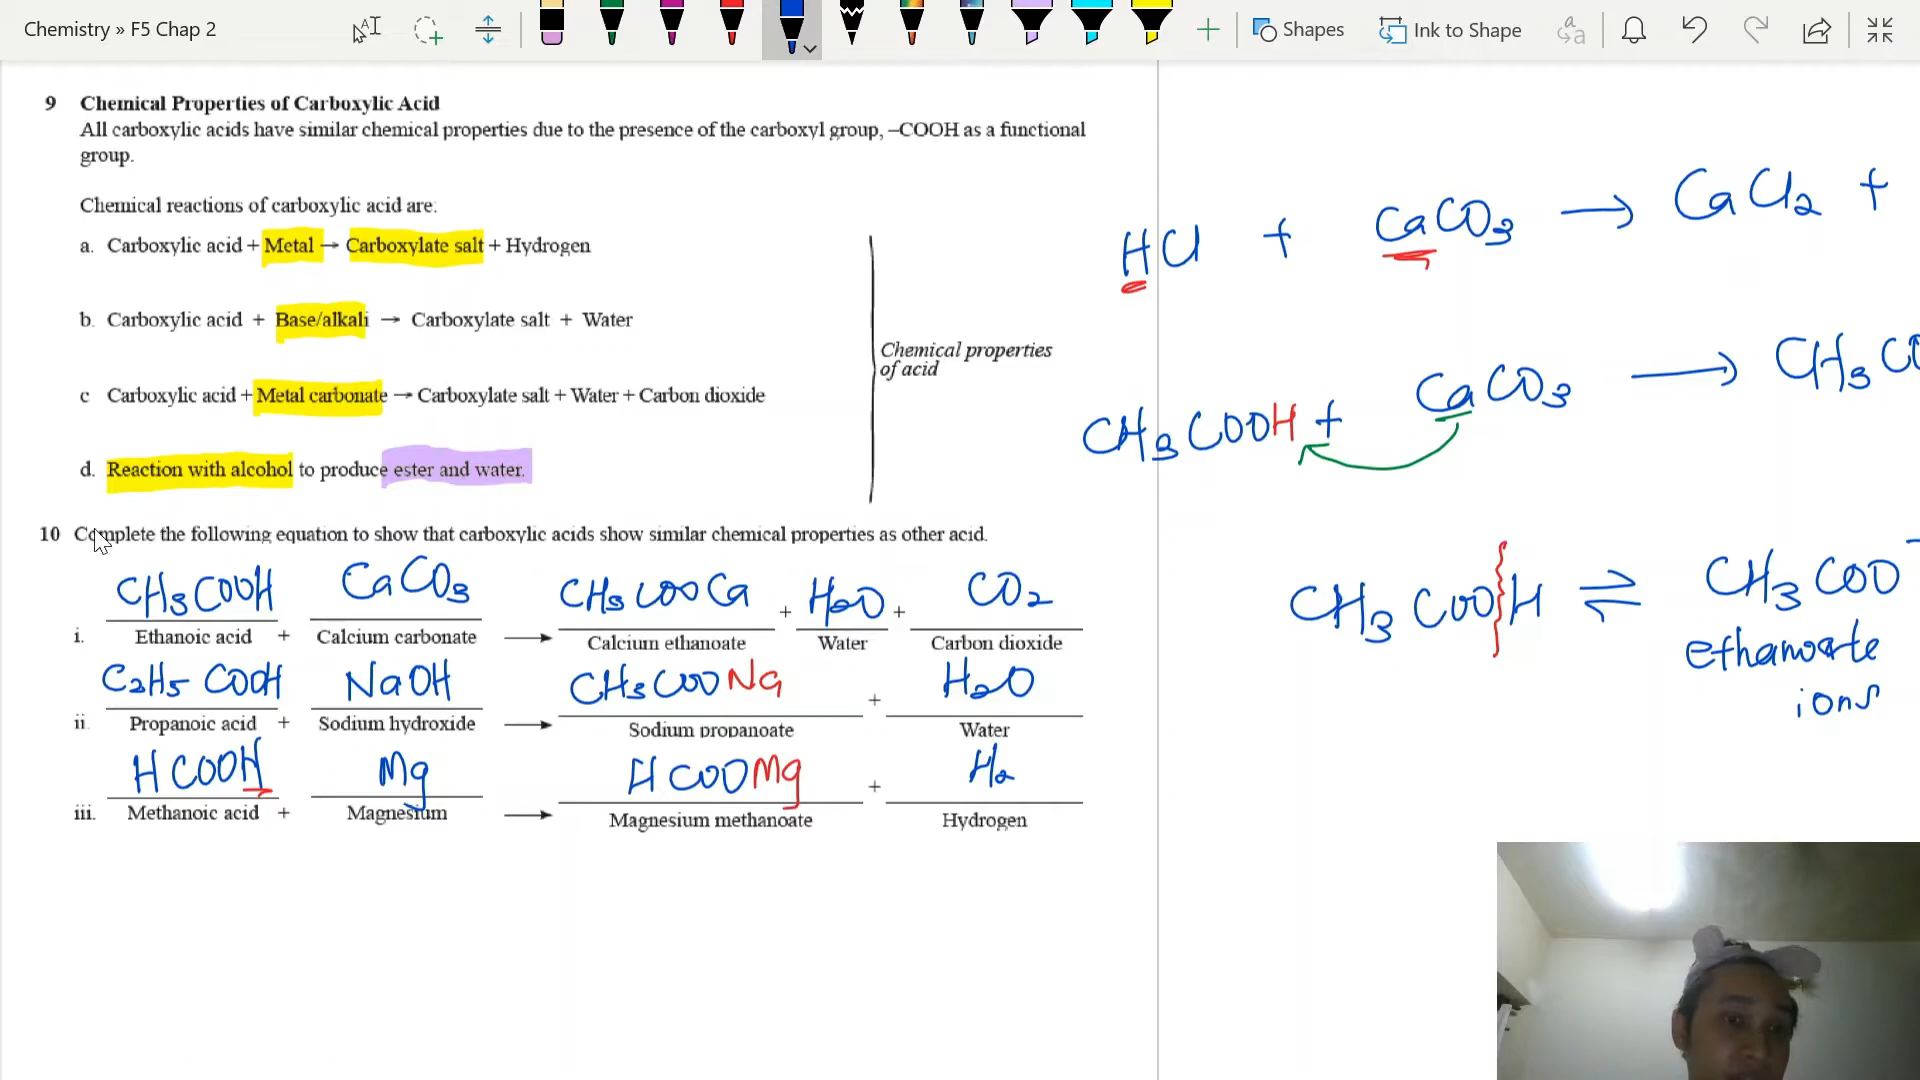 Chemistry » F5 Chap 2
Shapes
Ink to Shape
9 Chemical Properties of Carboxylic Acid
All carboxylic acids have similar chemical properties due to the presence of the carboxyl group, –COOH as a functional
group.
Chemical reactions of carboxylic acid are:
a. Carboxylic acid + Metal → Carboxylate salt + Hydrogen
b. Carboxylic acid + Base/alkali → Carboxylate salt + Water
c Carboxylic acid + Metal carbonate → Carboxylate salt + Water + Carbon dioxide
d. Reaction with alcohol to produce ester and water.
Chemical properties
of acid
10 Complete the following equation to show that carboxylic acids show similar chemical properties as other acid.
CH3COOH CaCO3 CH3COOCa + H2O + CO2
i. Ethanoic acid + Calcium carbonate → Calcium ethanoate Water Carbon dioxide
C2H5COOH NaOH CH3COONa + H2O
ii. Propanoic acid + Sodium hydroxide → Sodium propanoate Water
HCOOH Mg HCOOMg + H2
iii. Methanoic acid + Magnesium → Magnesium methanoate Hydrogen
HCl + CaCO3 → CaCl2 +
CH3COOH + CaCO3 → CH3CO
CH3COO H ⇌ CH3COO⁻
ethanoate
ions